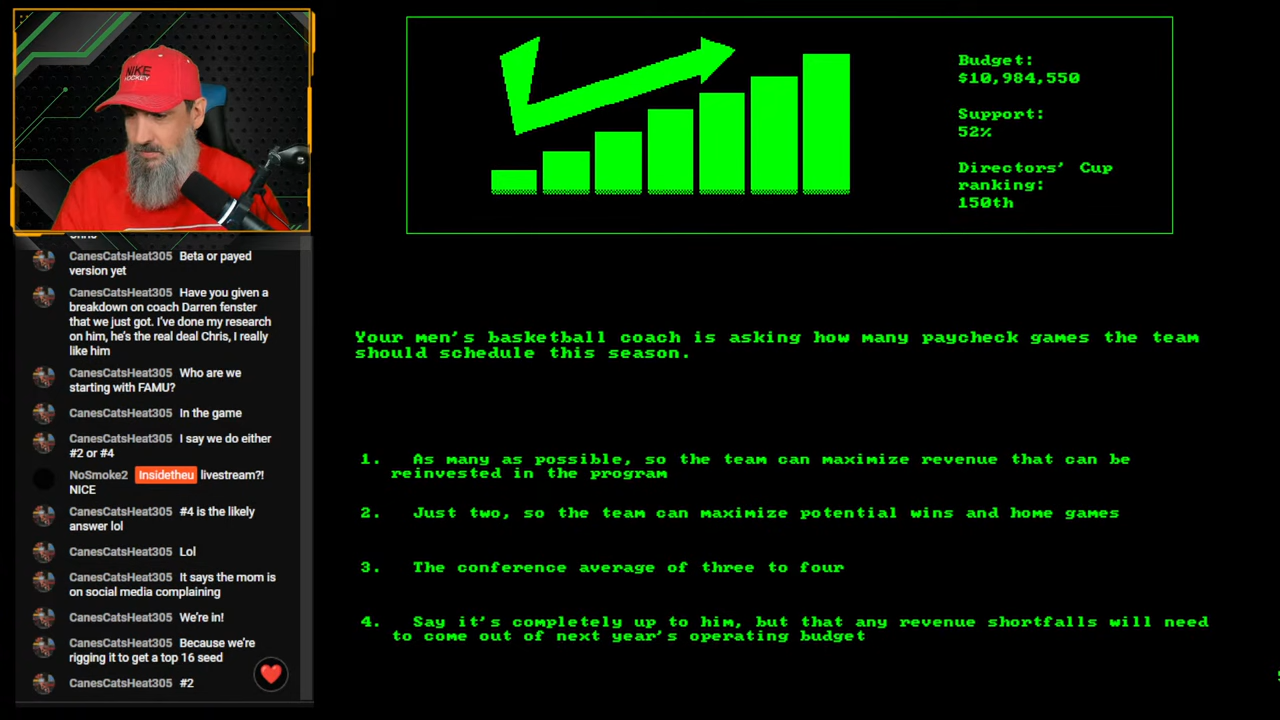 NIKE
HOCKEY
CanesCatsHeat305 Beta or payed
version yet
CanesCatsHeat305 Have you given a
breakdown on coach Darren fenster
that we just got. I've done my research
on him, he's the real deal Chris, I really
like him
CanesCatsHeat305 Who are we
starting with FAMU?
CanesCatsHeat305 In the game
CanesCatsHeat305 I say we do either
#2 or #4
NoSmoke2 Insidetheu livestream?!
NICE
CanesCatsHeat305 #4 is the likely
answer lol
CanesCatsHeat305 Lol
CanesCatsHeat305 It says the mom is
on social media complaining
CanesCatsHeat305 We're in!
CanesCatsHeat305 Because we're
rigging it to get a top 16 seed
CanesCatsHeat305 #2
Budget:
$10,984,550
Support:
52%
Directors' Cup
ranking:
150th
Your men's basketball coach is asking how many paycheck games the team
should schedule this season.
1. As many as possible, so the team can maximize revenue that can be
reinvested in the program
2. Just two, so the team can maximize potential wins and home games
3. The conference average of three to four
4. Say it's completely up to him, but that any revenue shortfalls will need
to come out of next year's operating budget